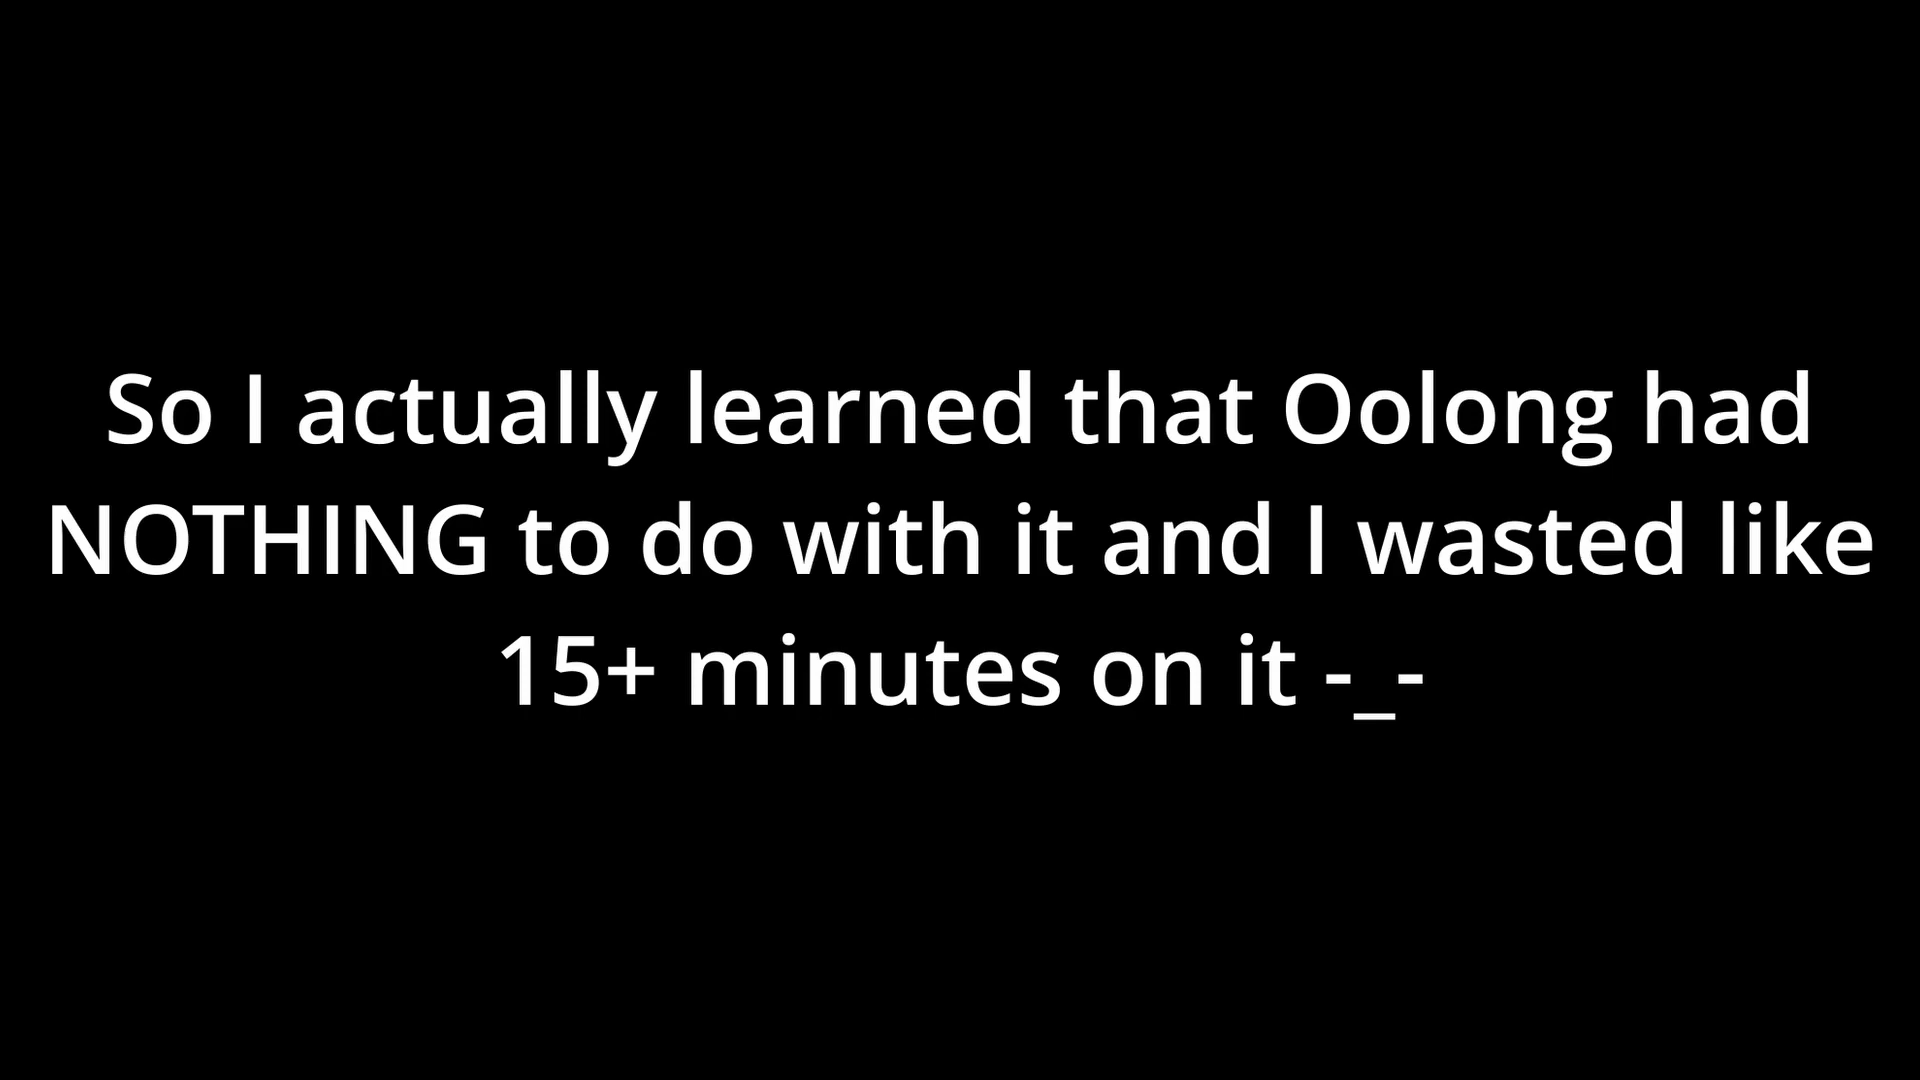 So I actually learned that Oolong had
NOTHING to do with it and I wasted like
15+ minutes on it -_-